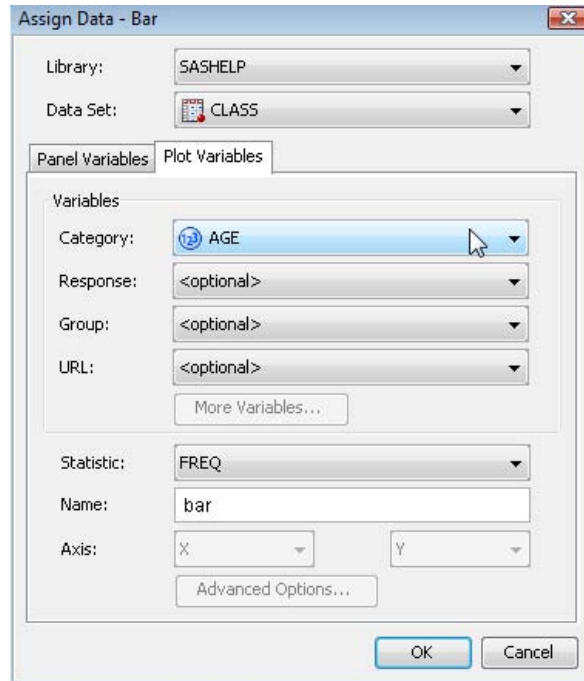 Assign Data - Bar
Library: SASHELP
Data Set: CLASS
Panel Variables Plot Variables
Variables
Category: 123 AGE
Response: <optional>
Group: <optional>
URL: <optional>
More Variables...
Statistic: FREQ
Name: bar
Axis: X Y
Advanced Options...
OK Cancel